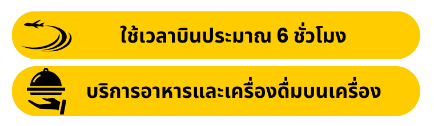 ใช้เวลาบินประมาณ 6 ชั่วโมง
บริการอาหารและเครื่องดื่มบนเครื่อง